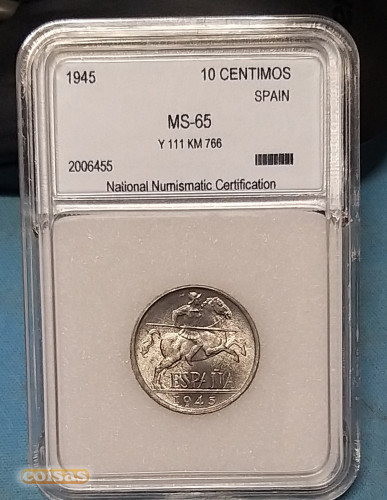 1945 10 CENTIMOS
SPAIN
MS-65
Y 111 KM 766
2006455
National Numismatic Certification
ESPAÑA
1945
coisas